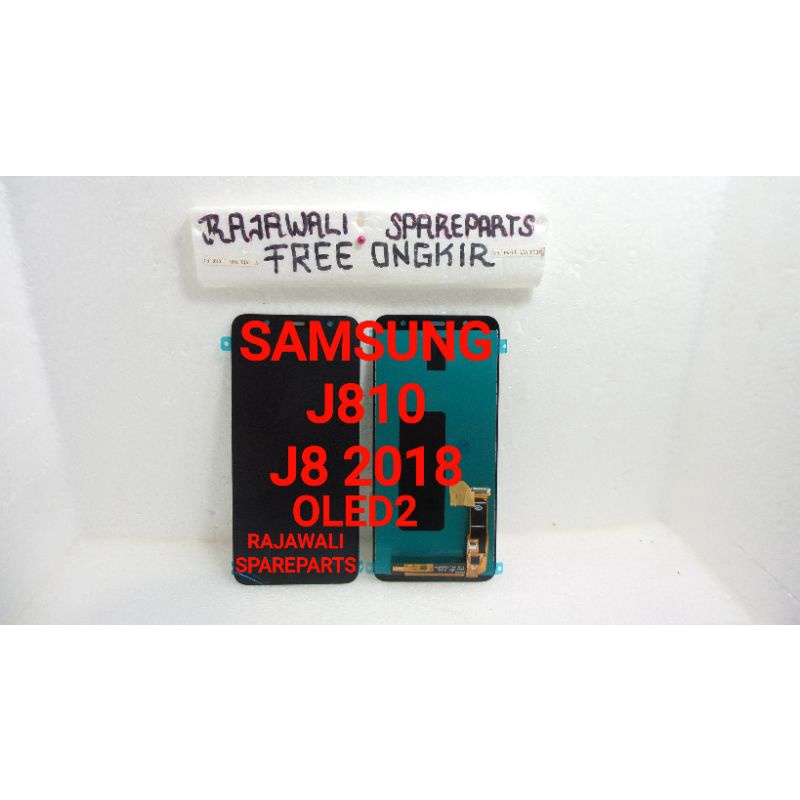 RAJAWALI SPAREPARTS
FREE ONGKIR
SAMSUNG
J810
J8 2018
OLED2
RAJAWALI
SPAREPARTS